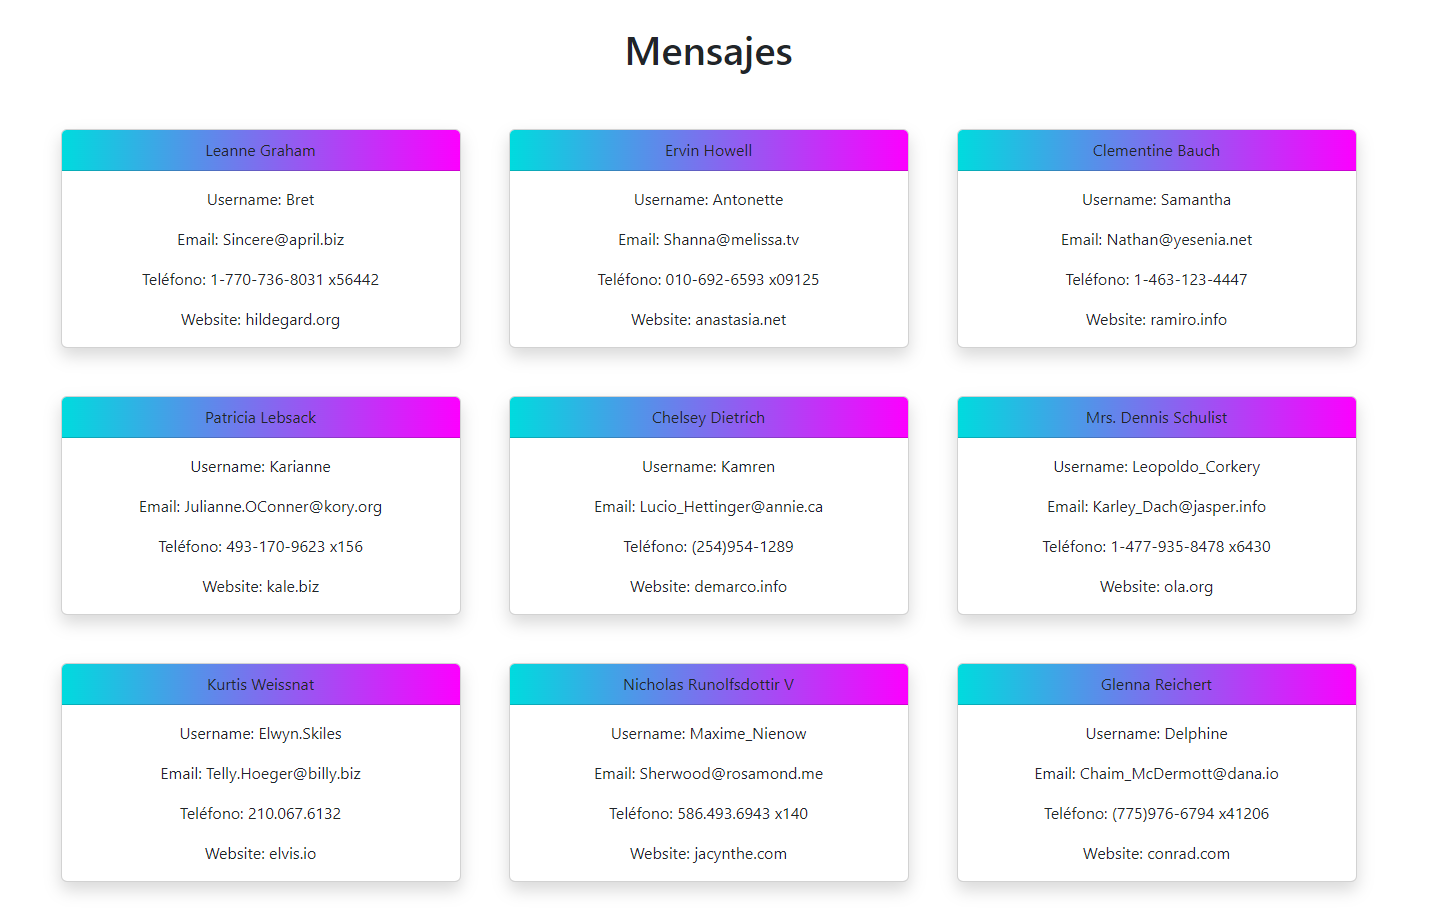 Mensajes
Leanne Graham
Username: Bret
Email: Sincere@april.biz
Teléfono: 1-770-736-8031 x56442
Website: hildegard.org
Ervin Howell
Username: Antonette
Email: Shanna@melissa.tv
Teléfono: 010-692-6593 x09125
Website: anastasia.net
Clementine Bauch
Username: Samantha
Email: Nathan@yesenia.net
Teléfono: 1-463-123-4447
Website: ramiro.info
Patricia Lebsack
Username: Karianne
Email: Julianne.OConner@kory.org
Teléfono: 493-170-9623 x156
Website: kale.biz
Chelsey Dietrich
Username: Kamren
Email: Lucio_Hettinger@annie.ca
Teléfono: (254)954-1289
Website: demarco.info
Mrs. Dennis Schulist
Username: Leopoldo_Corkery
Email: Karley_Dach@jasper.info
Teléfono: 1-477-935-8478 x6430
Website: ola.org
Kurtis Weissnat
Username: Elwyn.Skiles
Email: Telly.Hoeger@billy.biz
Teléfono: 210.067.6132
Website: elvis.io
Nicholas Runolfsdottir V
Username: Maxime_Nienow
Email: Sherwood@rosamond.me
Teléfono: 586.493.6943 x140
Website: jacynthe.com
Glenna Reichert
Username: Delphine
Email: Chaim_McDermott@dana.io
Teléfono: (775)976-6794 x41206
Website: conrad.com